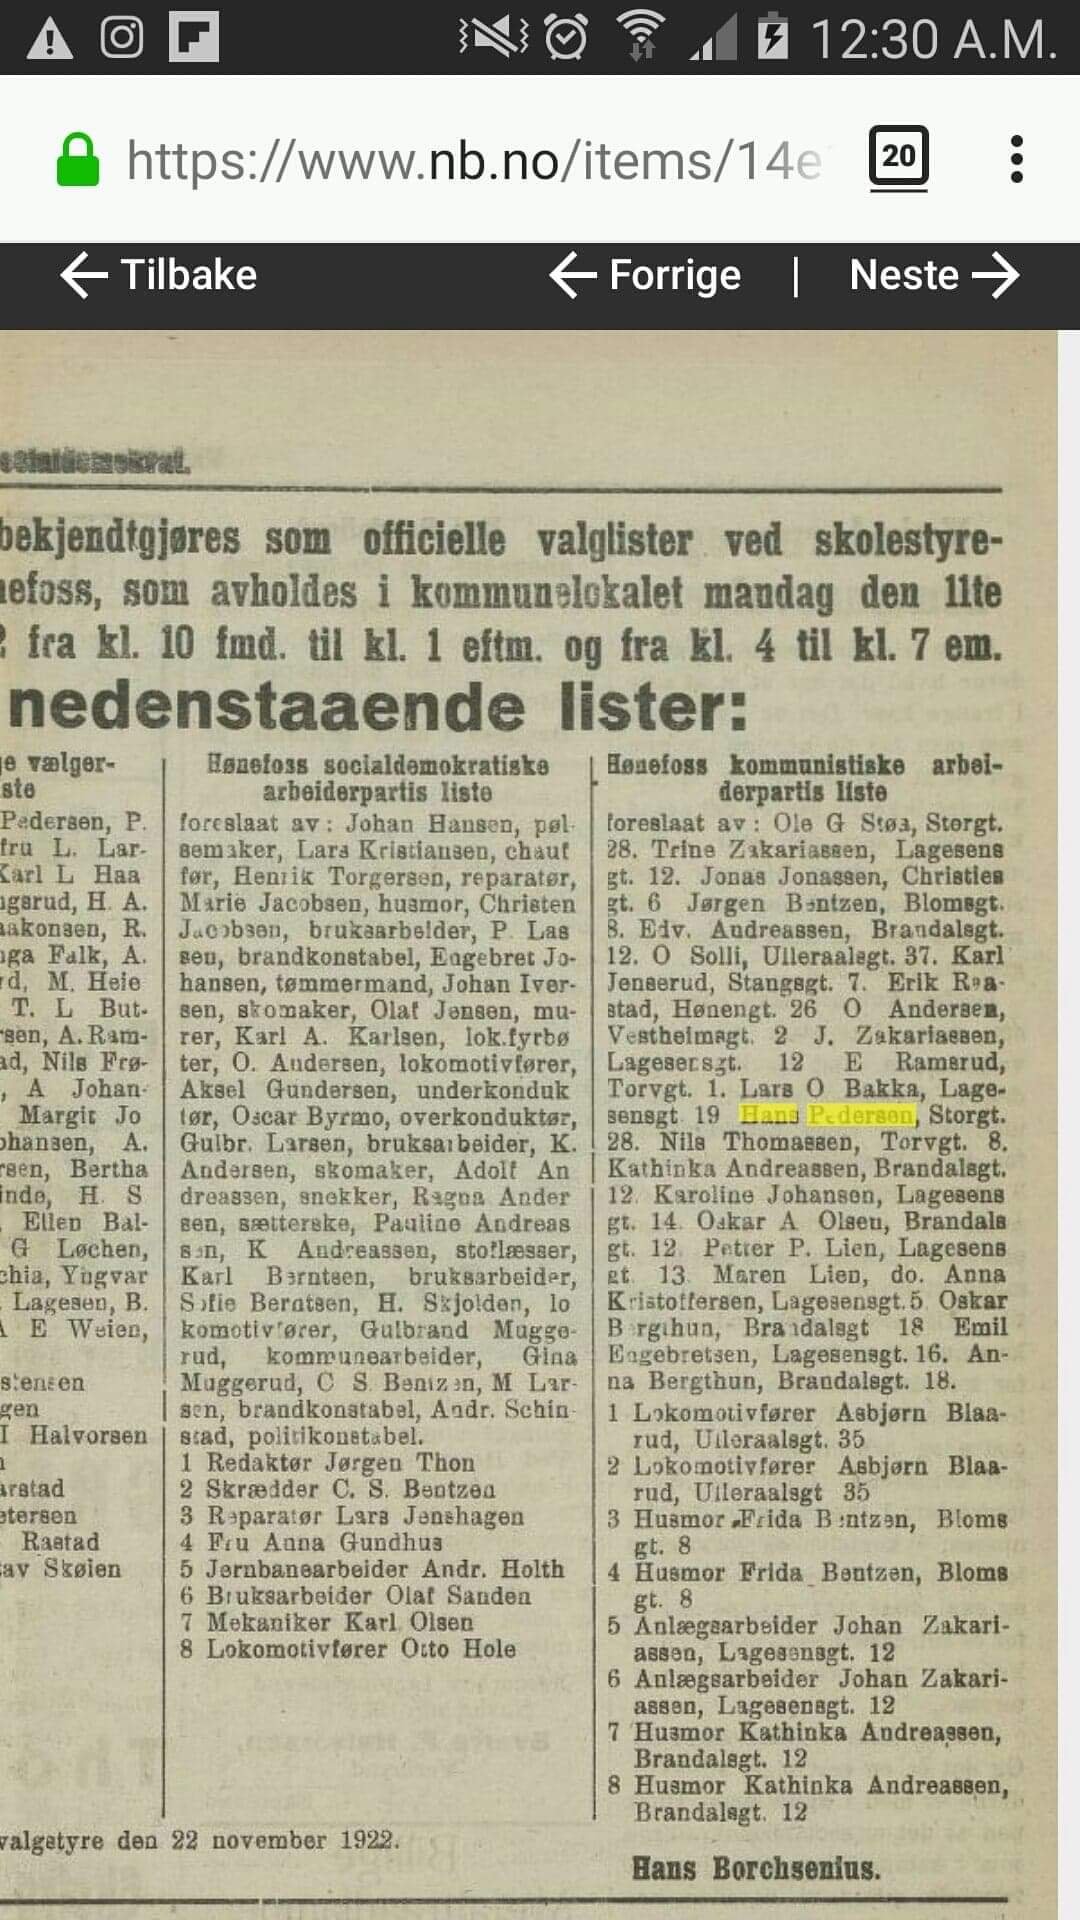 12:30 A.M.
https://www.nb.no/items/14e
20
Tilbake
Forrige | Neste
socialdemokrat.
bekjendtgjøres som officielle valglister ved skolestyre-
nefoss, som avholdes i kommunelokalet mandag den 11te
2 fra kl. 10 fmd. til kl. 1 eftm. og fra kl. 4 til kl. 7 em.
nedenstaaende lister:
ge vælger-
ste
Pedersen, P.
fru L. Lar-
Karl L Haa
ngsrud, H. A.
aakonsen, R.
nga Falk, A.
rd, M. Heie
T. L But-
rsen, A. Ram-
ad, Nils Frø-
, A Johan-
Margit Jo
ohansen, A.
rsen, Bertha
inde, H. S
Ellen Bal-
G Løchen,
chia, Yngvar
Lagesen, B.
A E Weien,
stensen
gen
I Halvorsen
n
arstad
etersen
Rastad
tav Skøien
Hønefoss socialdemokratiske
arbeiderpartis liste
foreslaat av: Johan Hansen, pøl-
semaker, Lars Kristiansen, chauf
før, Henrik Torgersen, reparatør,
Marie Jacobsen, husmor, Christen
Jacobsen, bruksarbeider, P. Las
sen, brandkonstabel, Engebret Jo-
hansen, tømmermand, Johan Iver-
sen, skomaker, Olaf Jensen, mu-
rer, Karl A. Karlsen, lok.fyrbø
ter, O. Andersen, lokomotivfører,
Aksel Gundersen, underkonduk
tør, Oscar Byrmo, overkonduktør,
Gulbr. Larsen, bruksarbeider, K.
Andersen, skomaker, Adolf An
dreassen, snekker, Ragna Ander
sen, sætterske, Pauline Andreas
sen, K Andreassen, stoflæsser,
Karl Berntsen, bruksarbeider,
Sofie Berntsen, H. Skjolden, lo
komotivfører, Gulbrand Mugge-
rud, kommunearbeider, Gina
Muggerud, C S. Bentzen, M Lar-
sen, brandkonstabel, Andr. Schin-
stad, politikonstabel.
1 Redaktør Jørgen Thon
2 Skrædder C. S. Bentzen
3 Reparatør Lars Jenshagen
4 Fru Anna Gundhus
5 Jernbanearbeider Andr. Holth
6 Bruksarbeider Olaf Sanden
7 Mekaniker Karl Olsen
8 Lokomotivfører Otto Hole
Hønefoss kommunistiske arbei-
derpartis liste
foreslaat av: Ole G Støa, Storgt.
28. Trine Zakariassen, Lagesens
gt. 12. Jonas Jonassen, Christies
gt. 6 Jørgen Bentzen, Blomsgt.
8. Edv. Andreassen, Brandalsgt.
12. O Solli, Ulleraalsgt. 37. Karl
Jenserud, Stangsgt. 7. Erik Raa-
stad, Hønengt. 26 O Andersen,
Vestheimsgt. 2 J. Zakariassen,
Lagesensgt. 12 E Ramsrud,
Torvgt. 1. Lars O Bakka, Lage-
sensgt 19 Hans Pedersen, Storgt.
28. Nils Thomassen, Torvgt. 8.
Kathinka Andreassen, Brandalsgt.
12. Karoline Johansen, Lagesens
gt. 14. Oskar A Olsen, Brandals
gt. 12. Petter P. Lien, Lagesens
gt. 13. Maren Lien, do. Anna
Kristoffersen, Lagesensgt. 5 Oskar
Bergthun, Brandalsgt 18 Emil
Engebretsen, Lagesensgt. 16. An-
na Bergthun, Brandalsgt. 18.
1 Lokomotivfører Asbjørn Blaa-
rud, Ulleraalsgt. 35
2 Lokomotivfører Asbjørn Blaa-
rud, Ulleraalsgt 35
3 Husmor Frida Bentzen, Bloms
gt. 8
4 Husmor Frida Bentzen, Bloms
gt. 8
5 Anlægsarbeider Johan Zakari-
assen, Lagesensgt. 12
6 Anlægsarbeider Johan Zakari-
assen, Lagesensgt. 12
7 Husmor Kathinka Andreassen,
Brandalsgt. 12
8 Husmor Kathinka Andreassen,
Brandalsgt. 12
valgstyre den 22 november 1922.
Hans Borchsenius.